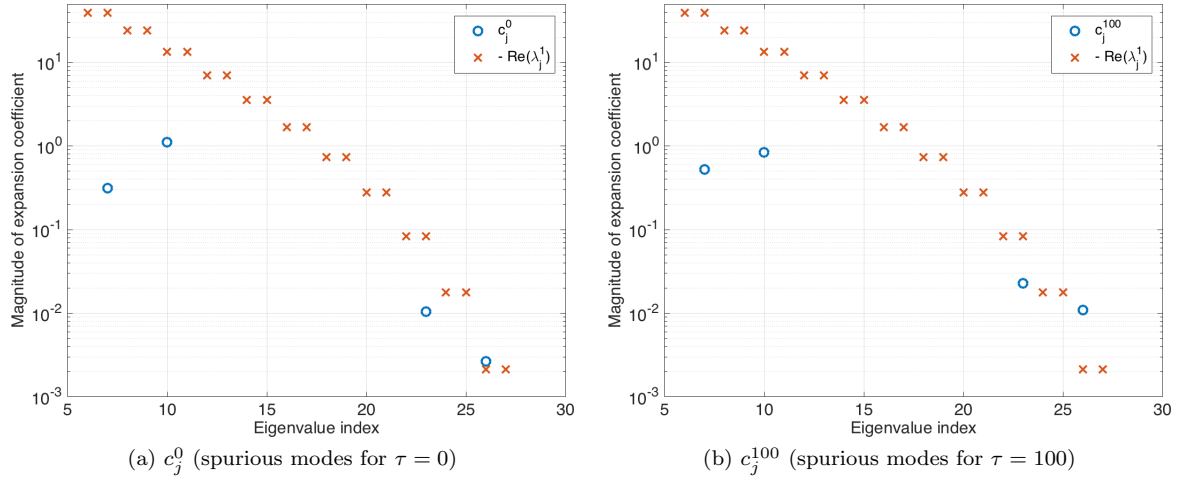 Magnitude of expansion coefficient
10^1
10^0
10^-1
10^-2
10^-3
5 10 15 20 25 30
Eigenvalue index
c_j^0
- Re(λ_j^1)
(a) c_j^0 (spurious modes for τ = 0)
Magnitude of expansion coefficient
10^1
10^0
10^-1
10^-2
10^-3
5 10 15 20 25 30
Eigenvalue index
c_j^100
- Re(λ_j^1)
(b) c_j^100 (spurious modes for τ = 100)